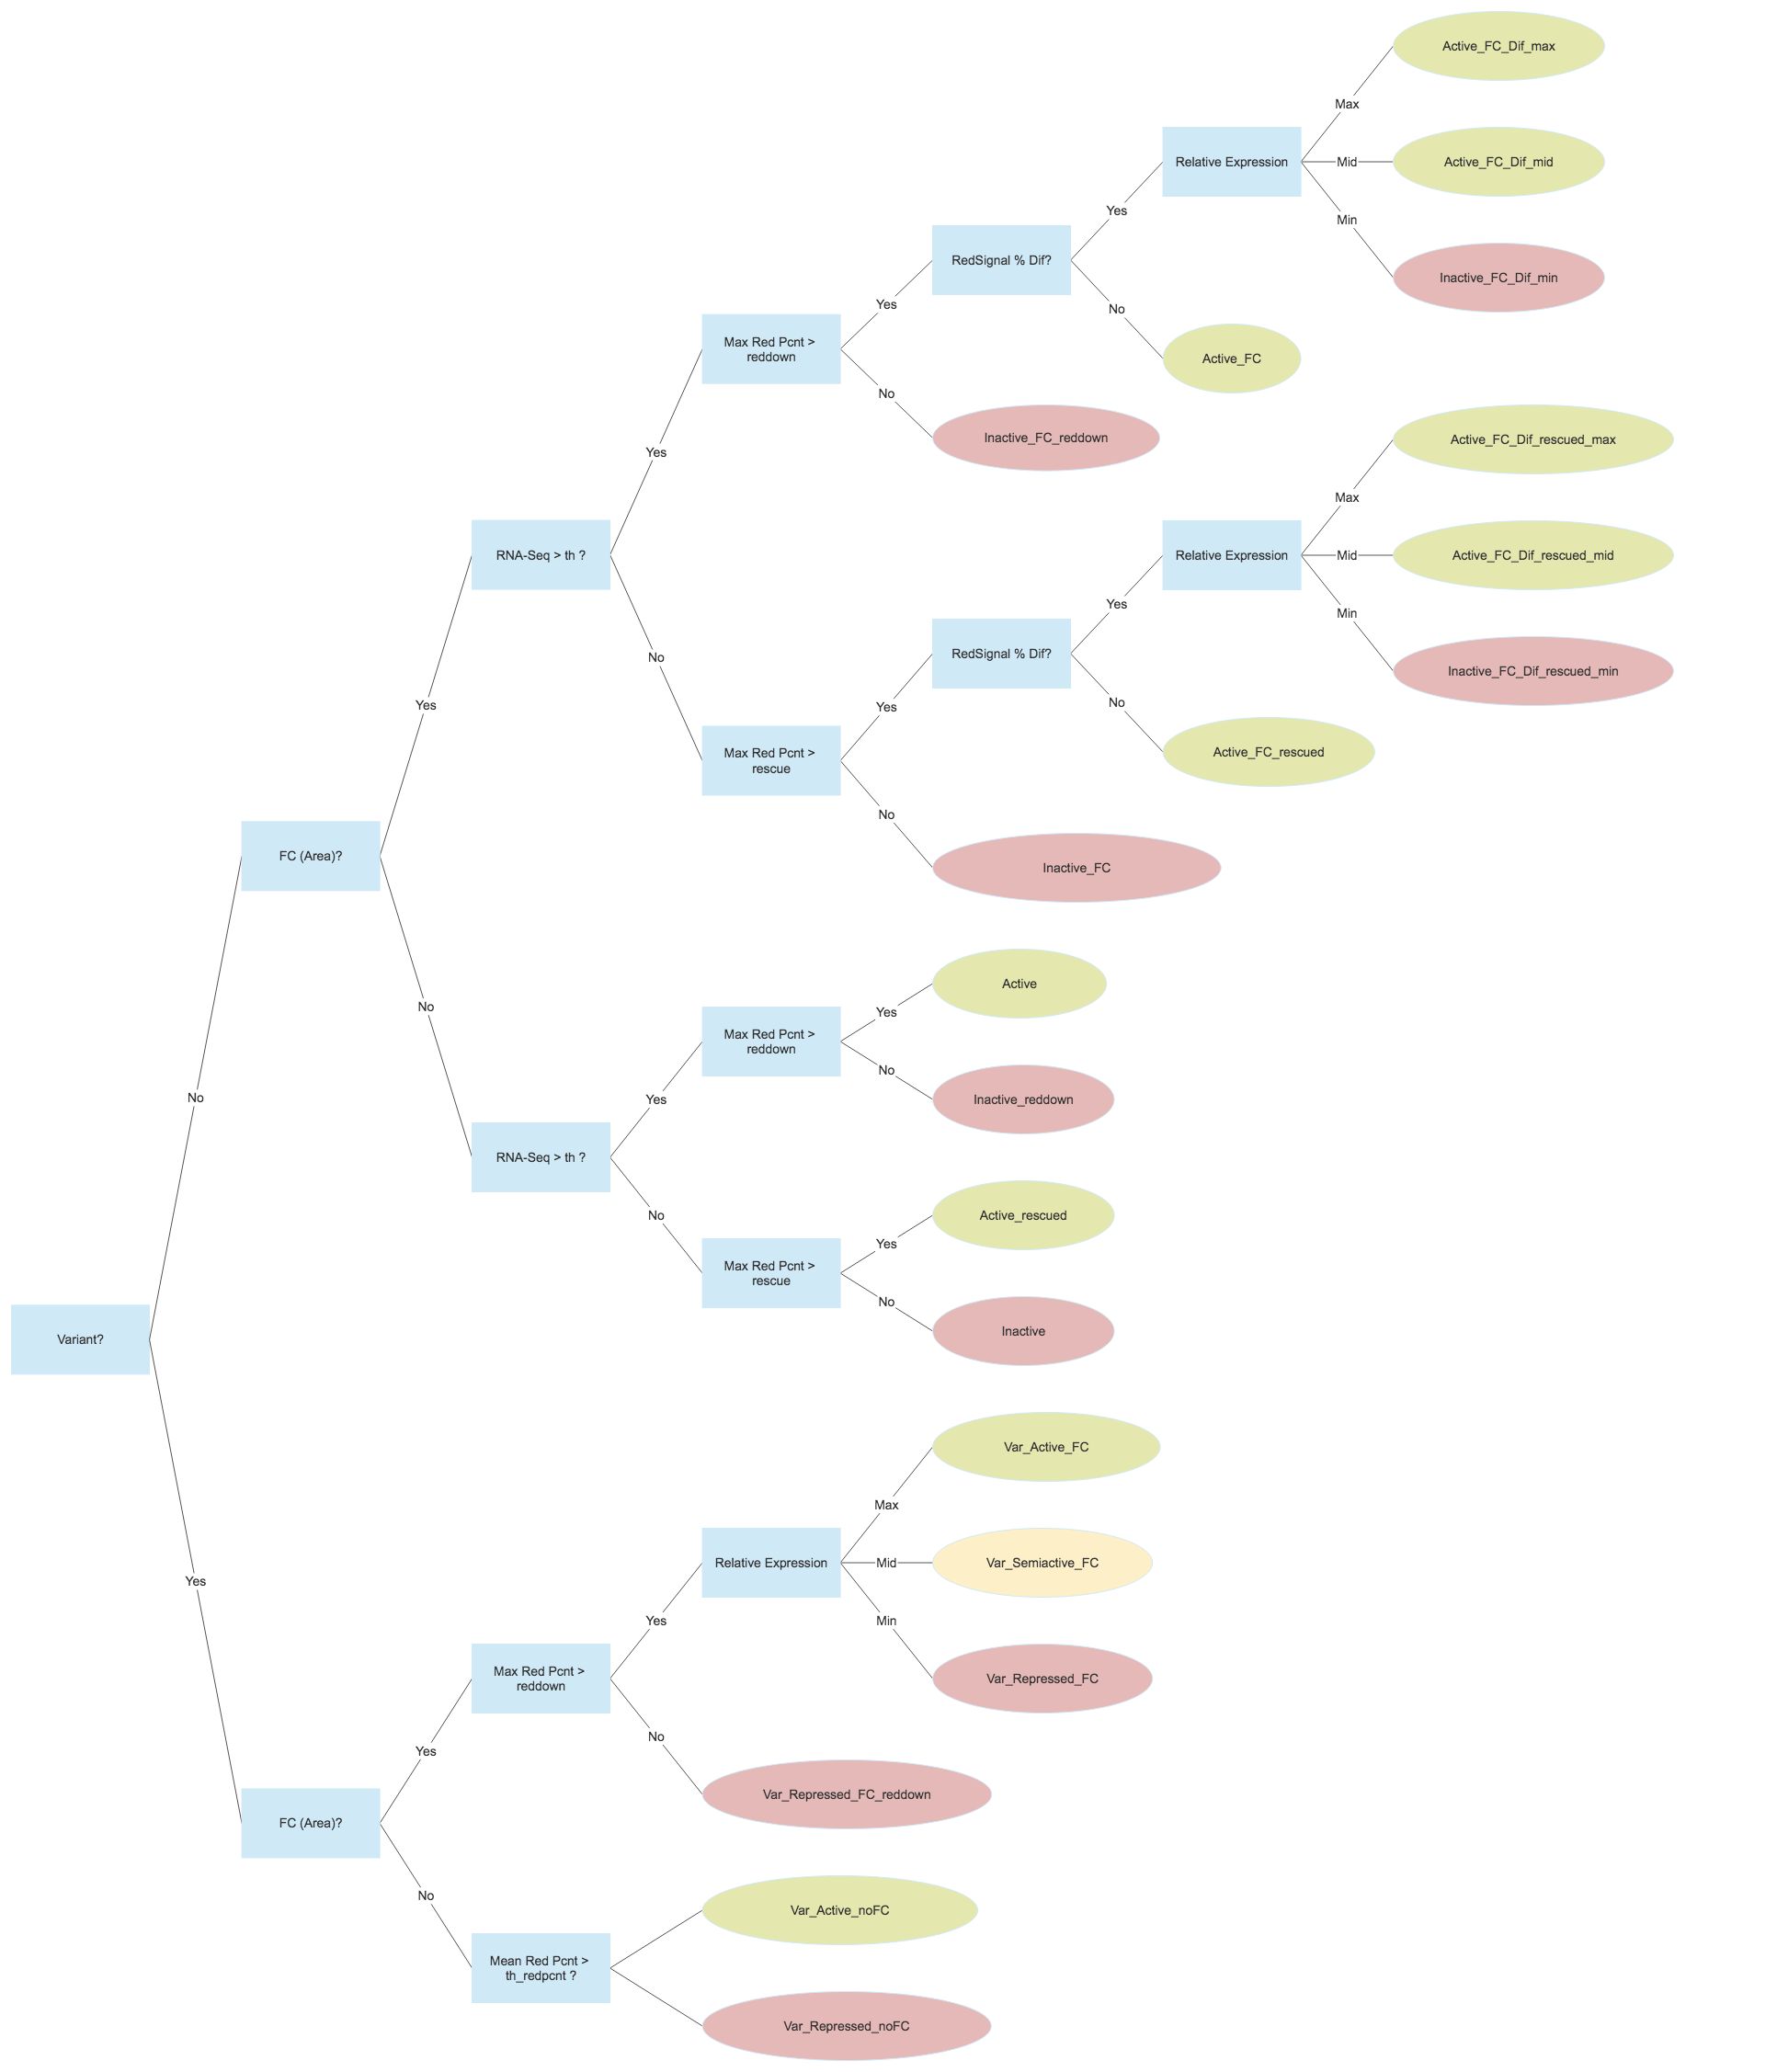 Active_FC_Dif_max
Max
Relative Expression
Mid
Active_FC_Dif_mid
Min
Yes
RedSignal % Dif?
Inactive_FC_Dif_min
Yes
No
Max Red Pcnt >
reddown
Active_FC
No
Inactive_FC_reddown
Active_FC_Dif_rescued_max
Yes
Max
RNA-Seq > th ?
Relative Expression
Mid
Active_FC_Dif_rescued_mid
Yes
Min
No
RedSignal % Dif?
Inactive_FC_Dif_rescued_min
Yes
Yes
No
Max Red Pcnt >
rescue
Active_FC_rescued
No
FC (Area)?
Inactive_FC
Active
No
Yes
Max Red Pcnt >
reddown
No
Yes
No
Inactive_reddown
RNA-Seq > th ?
No
Active_rescued
Yes
Max Red Pcnt >
rescue
No
Variant?
Inactive
Var_Active_FC
Max
Yes
Relative Expression
Mid
Var_Semiactive_FC
Yes
Min
Max Red Pcnt >
reddown
Var_Repressed_FC
Yes
No
Var_Repressed_FC_reddown
FC (Area)?
No
Var_Active_noFC
Mean Red Pcnt >
th_redpcnt ?
Var_Repressed_noFC